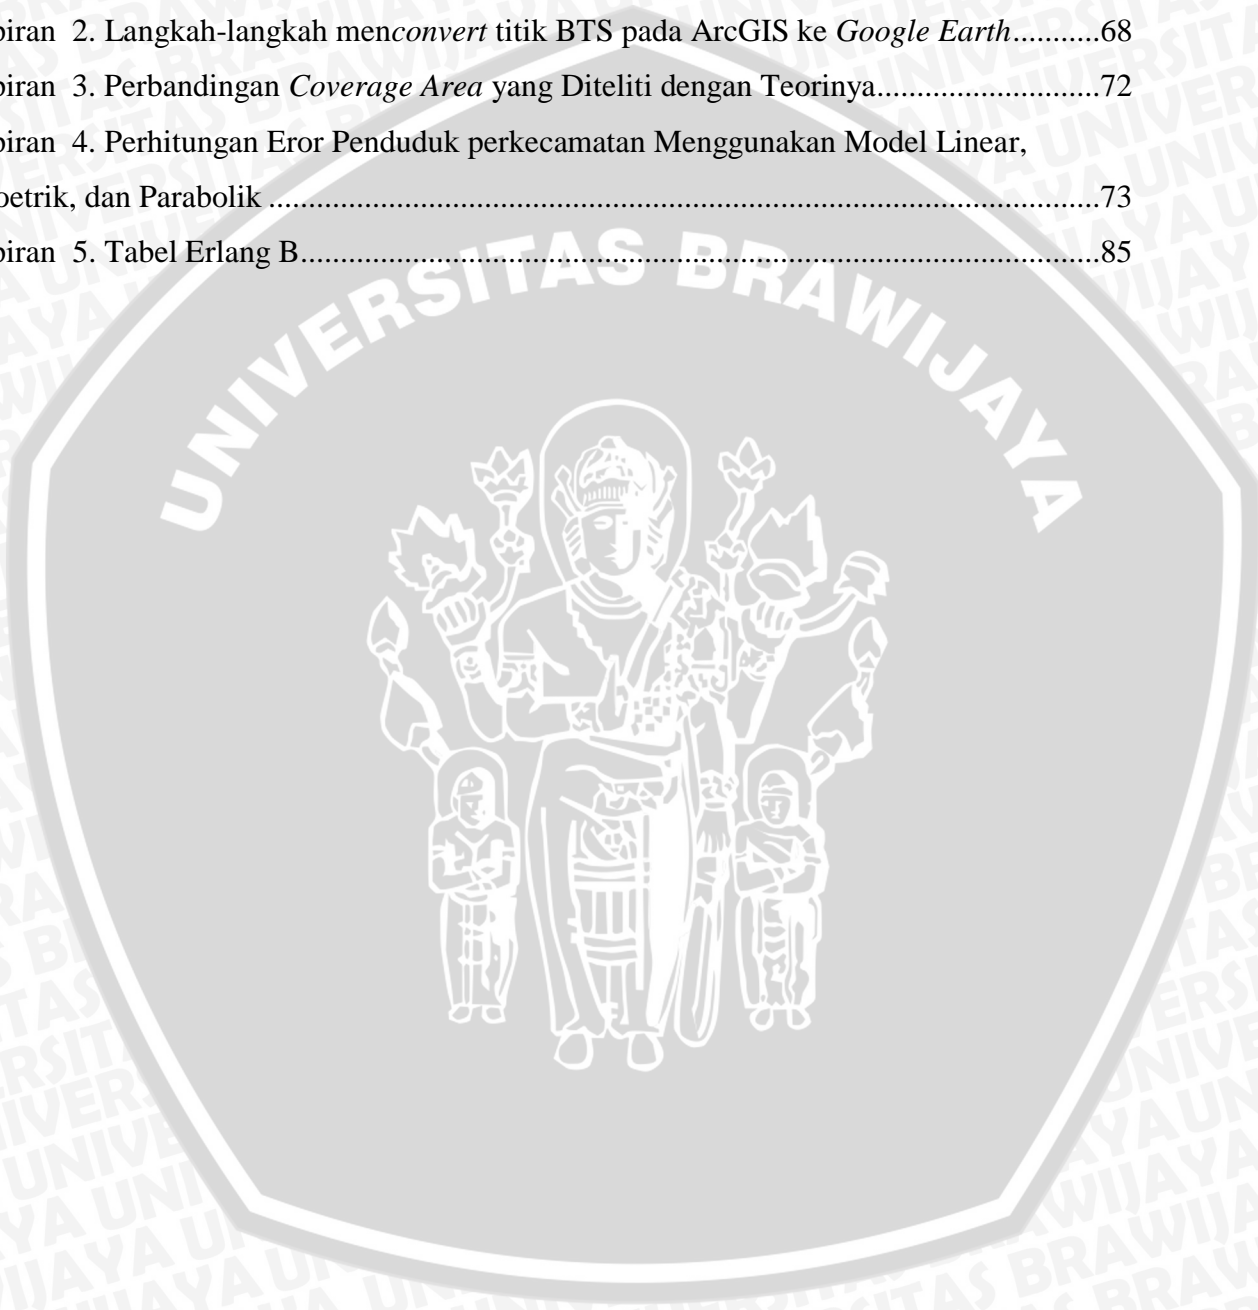 piran 2. Langkah-langkah menconvert titik BTS pada ArcGIS ke Google Earth...........68
piran 3. Perbandingan Coverage Area yang Diteliti dengan Teorinya.........................72
piran 4. Perhitungan Eror Penduduk perkecamatan Menggunakan Model Linear,
oetrik, dan Parabolik ..........................................................................................................73
piran 5. Tabel Erlang B......................................................................................................85
UNIVERSITAS BRAWIJAYA